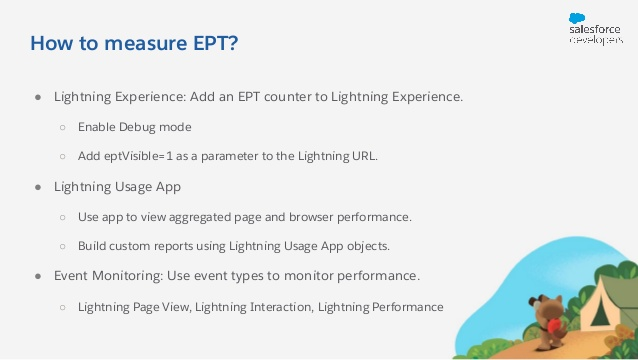 salesforce
developers
How to measure EPT?
● Lightning Experience: Add an EPT counter to Lightning Experience.
○ Enable Debug mode
○ Add eptVisible=1 as a parameter to the Lightning URL.
● Lightning Usage App
○ Use app to view aggregated page and browser performance.
○ Build custom reports using Lightning Usage App objects.
● Event Monitoring: Use event types to monitor performance.
○ Lightning Page View, Lightning Interaction, Lightning Performance